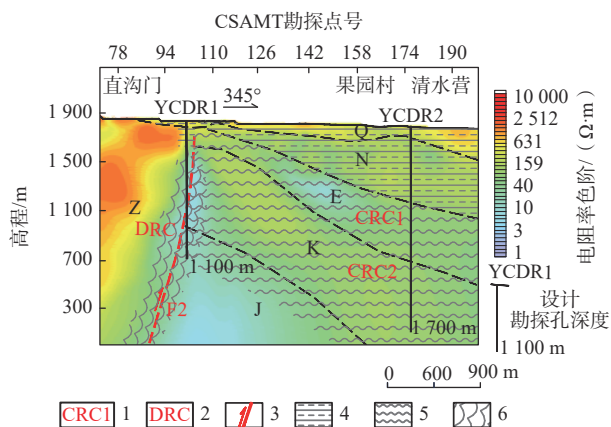 CSAMT勘探点号
78 94 102 110 126 142 158 174 190
直沟门 YCDR1 345° 果园村 清水营
YCDR2
1 900
1 500
1 100
700
300
高程/m
Q
N
E
Z
DRC
CRC1
K
CRC2
1 100 m
F2
J
1 700 m
10 000
2 512
631
159
40
10
3
1
电阻率色阶/(Ω·m)
YCDR1
设计
勘探孔深度
1 100 m
0 600 900 m
CRC1 1 DRC 2 3 4 5 6